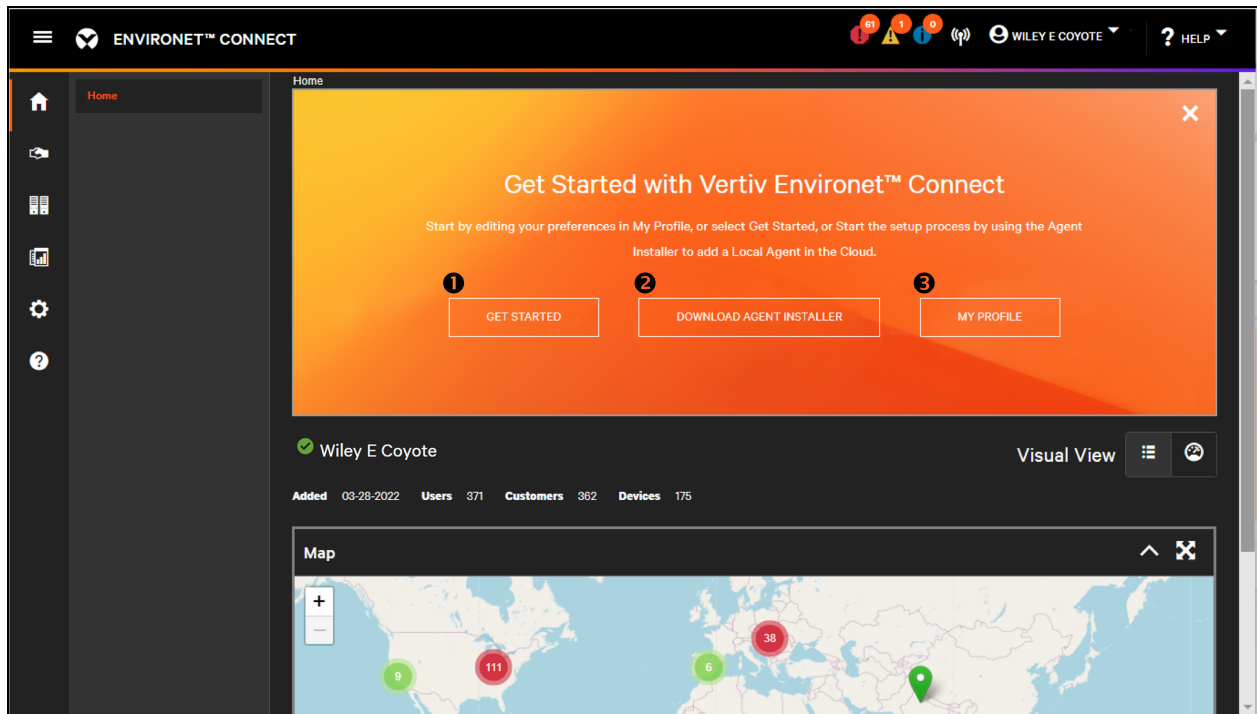 ENVIRONET™ CONNECT
61
1
0
WILEY E COYOTE
? HELP
Home
Home
Get Started with Vertiv Environet™ Connect
Start by editing your preferences in My Profile, or select Get Started, or Start the setup process by using the Agent
Installer to add a Local Agent in the Cloud.
1
2
3
GET STARTED
DOWNLOAD AGENT INSTALLER
MY PROFILE
Wiley E Coyote
Visual View
Added 03-28-2022 Users 371 Customers 362 Devices 175
Map
+
−
38
111
6
9